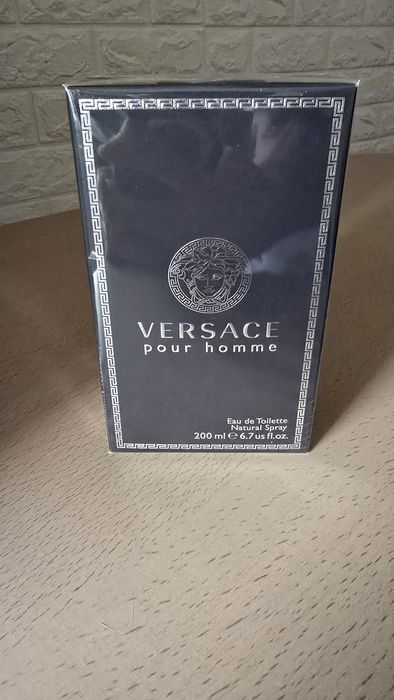 VERSACE
pour homme
Eau de Toilette
Natural Spray
200 ml e 6.7 us fl.oz.